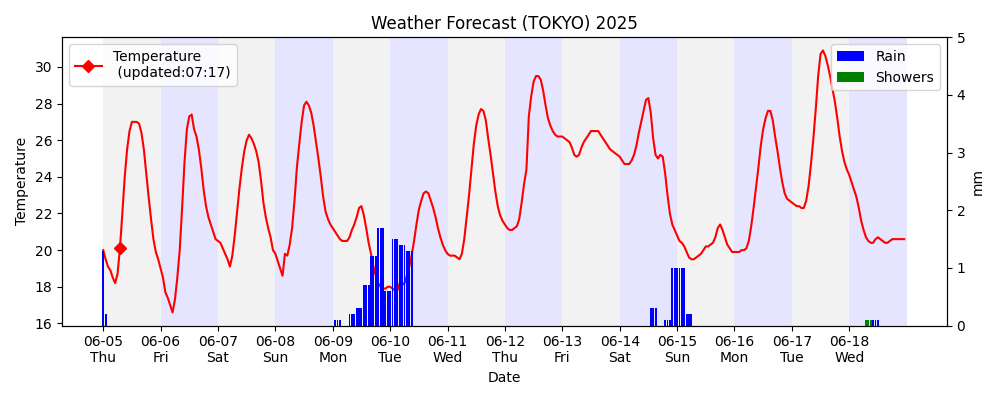 Weather Forecast (TOKYO) 2025
Temperature
(updated:07:17)
Rain
Showers
Temperature
30
28
26
24
22
20
18
16
5
4
3
2
1
0
mm
06-05 06-06 06-07 06-08 06-09 06-10 06-11 06-12 06-13 06-14 06-15 06-16 06-17 06-18
Thu Fri Sat Sun Mon Tue Wed Thu Fri Sat Sun Mon Tue Wed
Date